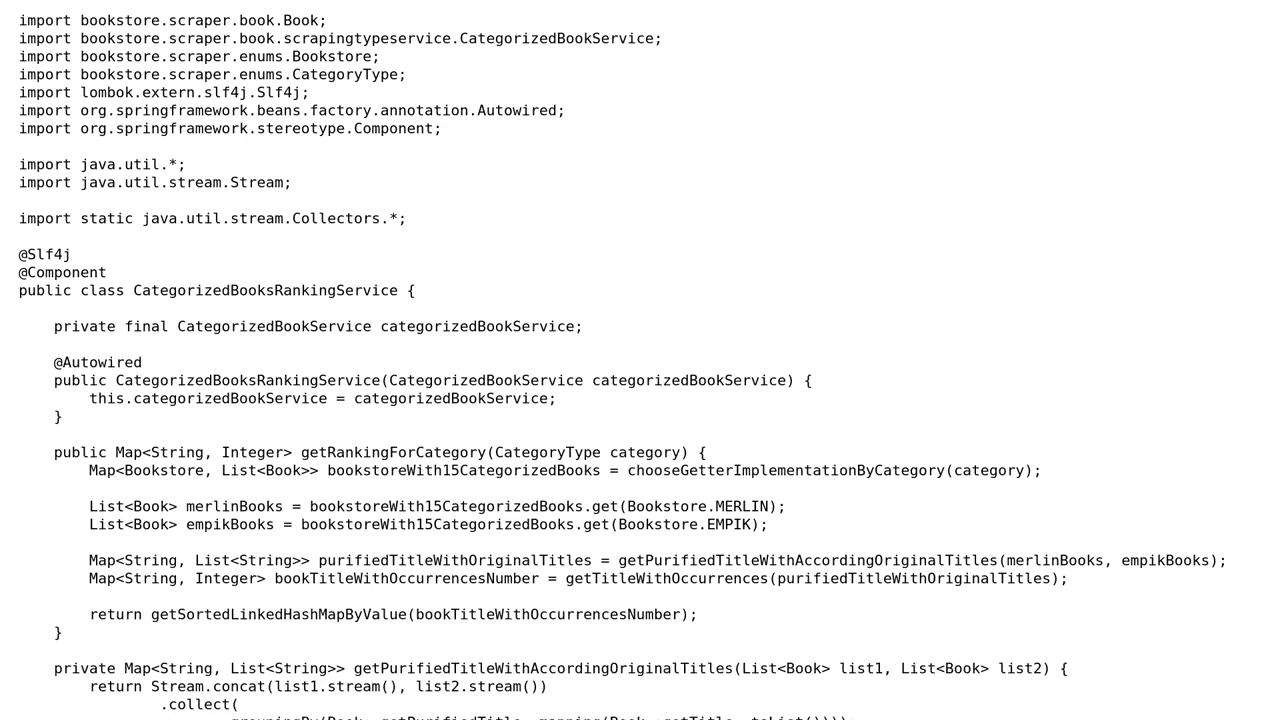 import bookstore.scraper.book.Book;
import bookstore.scraper.book.scrapingtypeservice.CategorizedBookService;
import bookstore.scraper.enums.Bookstore;
import bookstore.scraper.enums.CategoryType;
import lombok.extern.slf4j.Slf4j;
import org.springframework.beans.factory.annotation.Autowired;
import org.springframework.stereotype.Component;

import java.util.*;
import java.util.stream.Stream;

import static java.util.stream.Collectors.*;

@Slf4j
@Component
public class CategorizedBooksRankingService {

    private final CategorizedBookService categorizedBookService;

    @Autowired
    public CategorizedBooksRankingService(CategorizedBookService categorizedBookService) {
        this.categorizedBookService = categorizedBookService;
    }

    public Map<String, Integer> getRankingForCategory(CategoryType category) {
        Map<Bookstore, List<Book>> bookstoreWith15CategorizedBooks = chooseGetterImplementationByCategory(category);

        List<Book> merlinBooks = bookstoreWith15CategorizedBooks.get(Bookstore.MERLIN);
        List<Book> empikBooks = bookstoreWith15CategorizedBooks.get(Bookstore.EMPIK);

        Map<String, List<String>> purifiedTitleWithOriginalTitles = getPurifiedTitleWithAccordingOriginalTitles(merlinBooks, empikBooks);
        Map<String, Integer> bookTitleWithOccurrencesNumber = getTitleWithOccurrences(purifiedTitleWithOriginalTitles);

        return getSortedLinkedHashMapByValue(bookTitleWithOccurrencesNumber);
    }

    private Map<String, List<String>> getPurifiedTitleWithAccordingOriginalTitles(List<Book> list1, List<Book> list2) {
        return Stream.concat(list1.stream(), list2.stream())
                .collect(